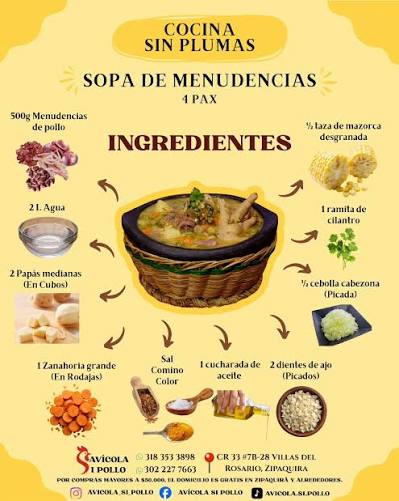 COCINA
SIN PLUMAS
SOPA DE MENUDENCIAS
4 PAX
INGREDIENTES
500g Menudencias
de pollo
2 L Agua
2 Papas medianas
(En Cubos)
1 Zanahoria grande
(En Rodajas)
Sal
Comino
Color
1 cucharada de
aceite
2 dientes de ajo
(Picados)
½ cebolla cabezona
(Picada)
1 ramita de
cilantro
½ taza de mazorca
desgranada
AVÍCOLA
SI POLLO
318 353 3898
302 227 7663
CR 33 #7B-28 VILLAS DEL
ROSARIO, ZIPAQUIRA
POR COMPRAS MAYORES A $50.000, EL DOMICILIO ES GRATIS EN ZIPAQUIRÁ Y ALREDEDORES.
AVICOLA_SI_POLLO
AVÍCOLA SI POLLO
AVICOLA.SI.POLLO